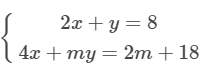 2x + y = 8
4x + my = 2m + 18